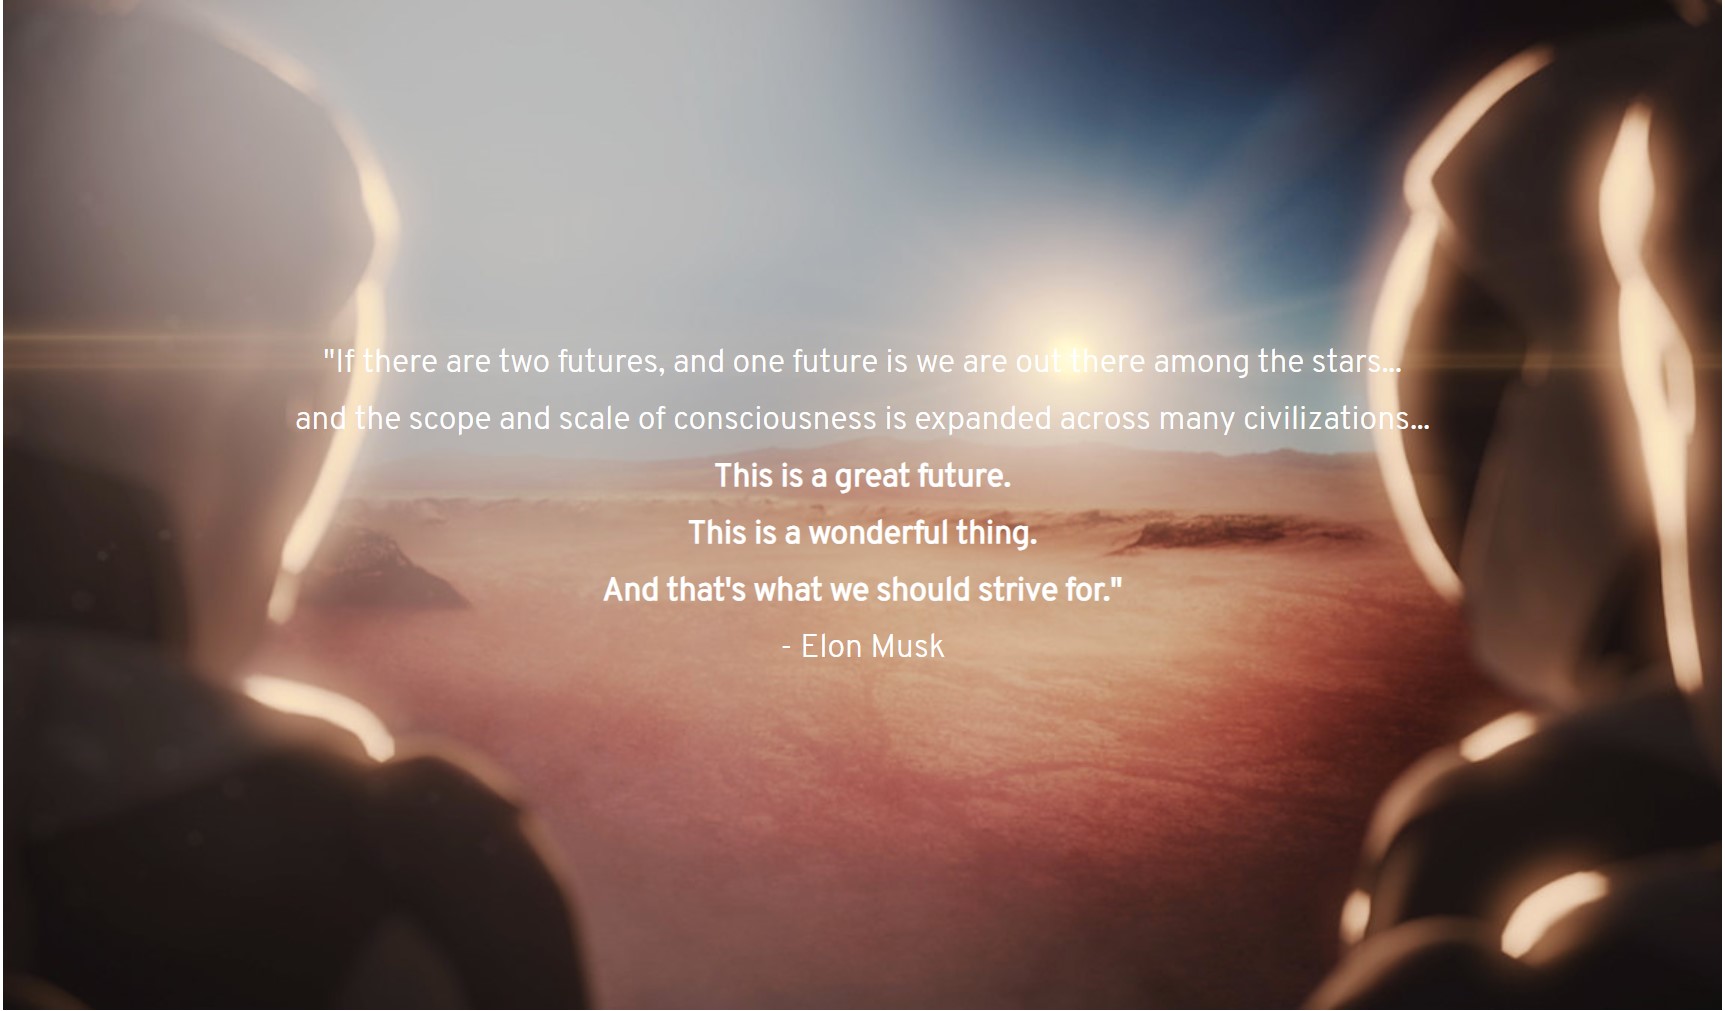 "If there are two futures, and one future is we are out there among the stars...
and the scope and scale of consciousness is expanded across many civilizations...
This is a great future.
This is a wonderful thing.
And that's what we should strive for."
- Elon Musk